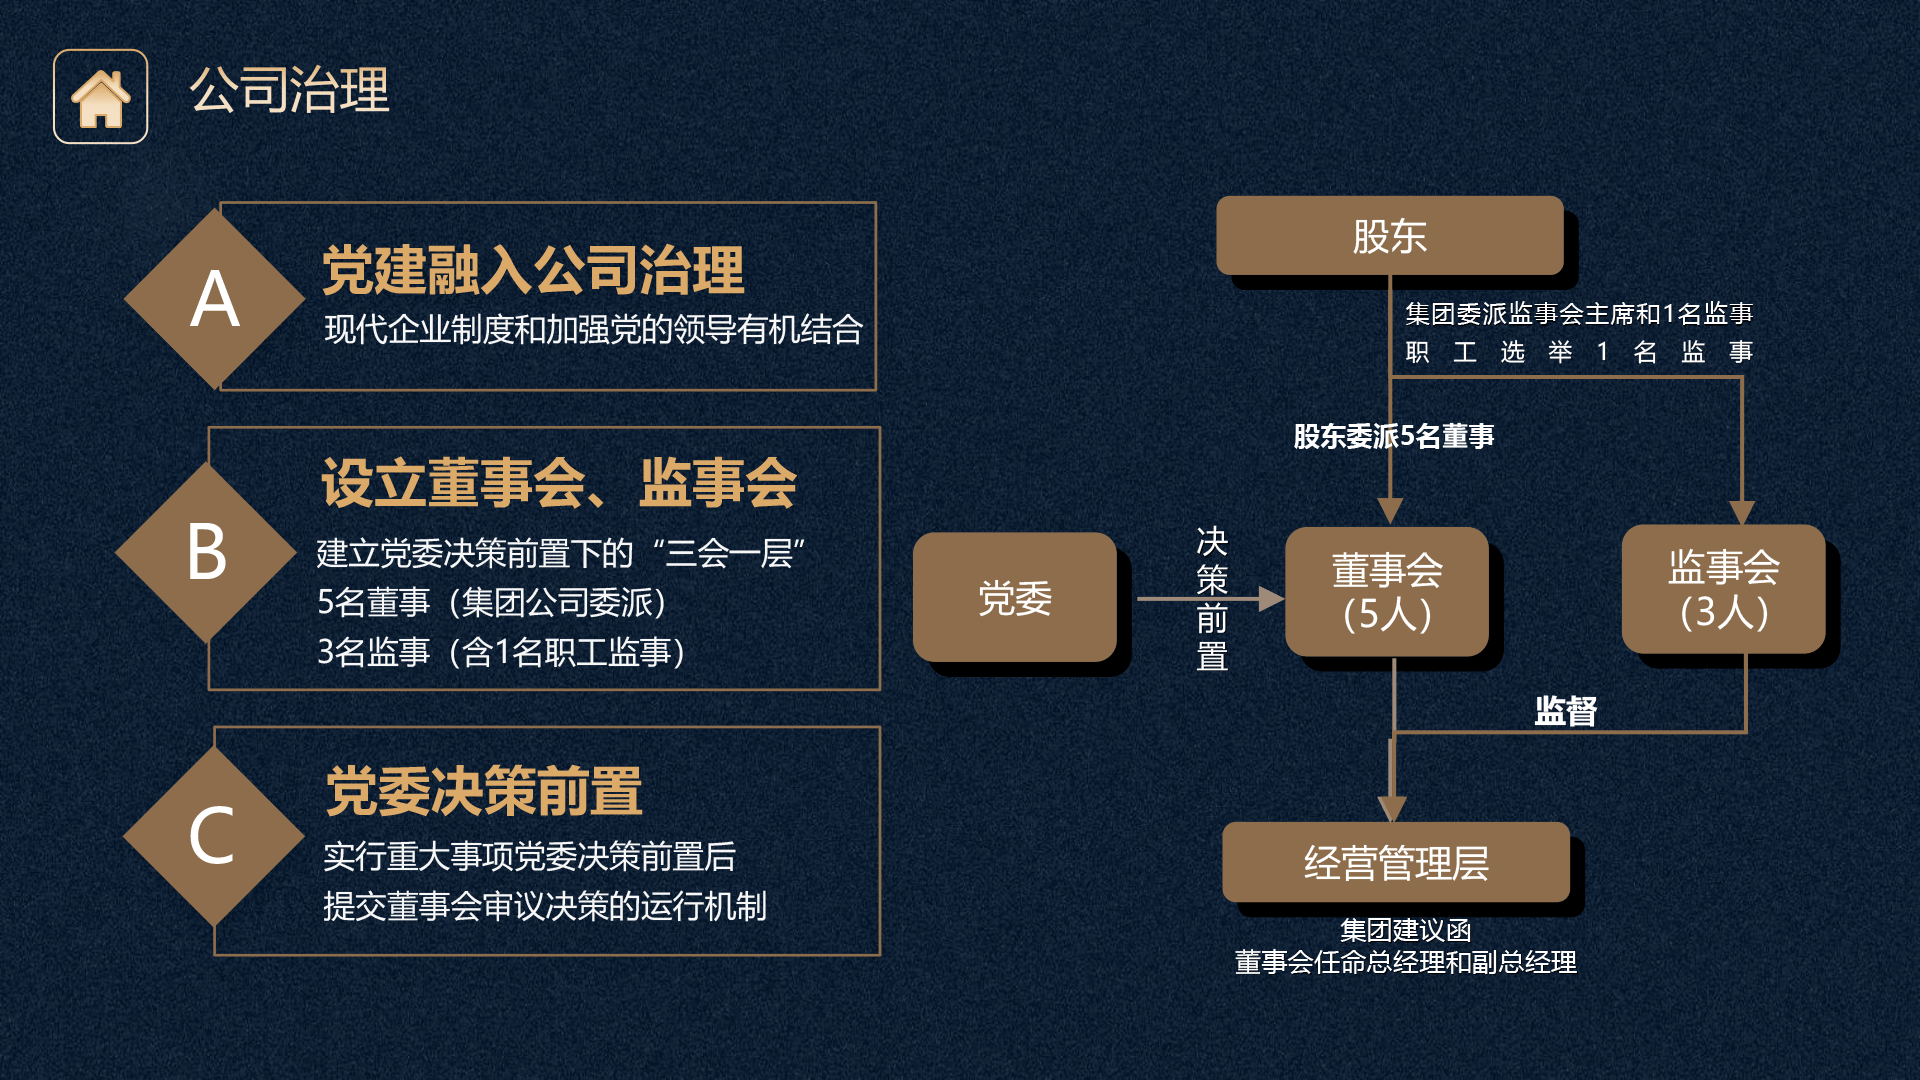 公司治理
A
党建融入公司治理
现代企业制度和加强党的领导有机结合
B
设立董事会、监事会
建立党委决策前置下的“三会一层”
5名董事（集团公司委派）
3名监事（含1名职工监事）
C
党委决策前置
实行重大事项党委决策前置后
提交董事会审议决策的运行机制
股东
集团委派监事会主席和1名监事
职工选举1名监事
股东委派5名董事
党委
决策前置
董事会
（5人）
监事会
（3人）
监督
经营管理层
集团建议函
董事会任命总经理和副总经理